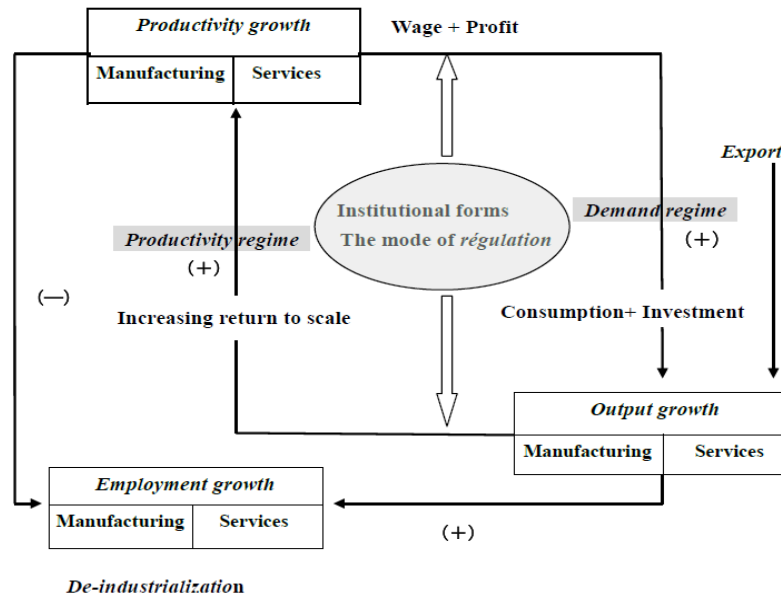 Productivity growth
Wage + Profit
Manufacturing
Services
Export
Institutional forms
The mode of régulation
Demand regime
(+)
Productivity regime
(+)
(—)
Increasing return to scale
Consumption+ Investment
Output growth
Manufacturing
Services
Employment growth
Manufacturing
Services
(+)
De-industrialization